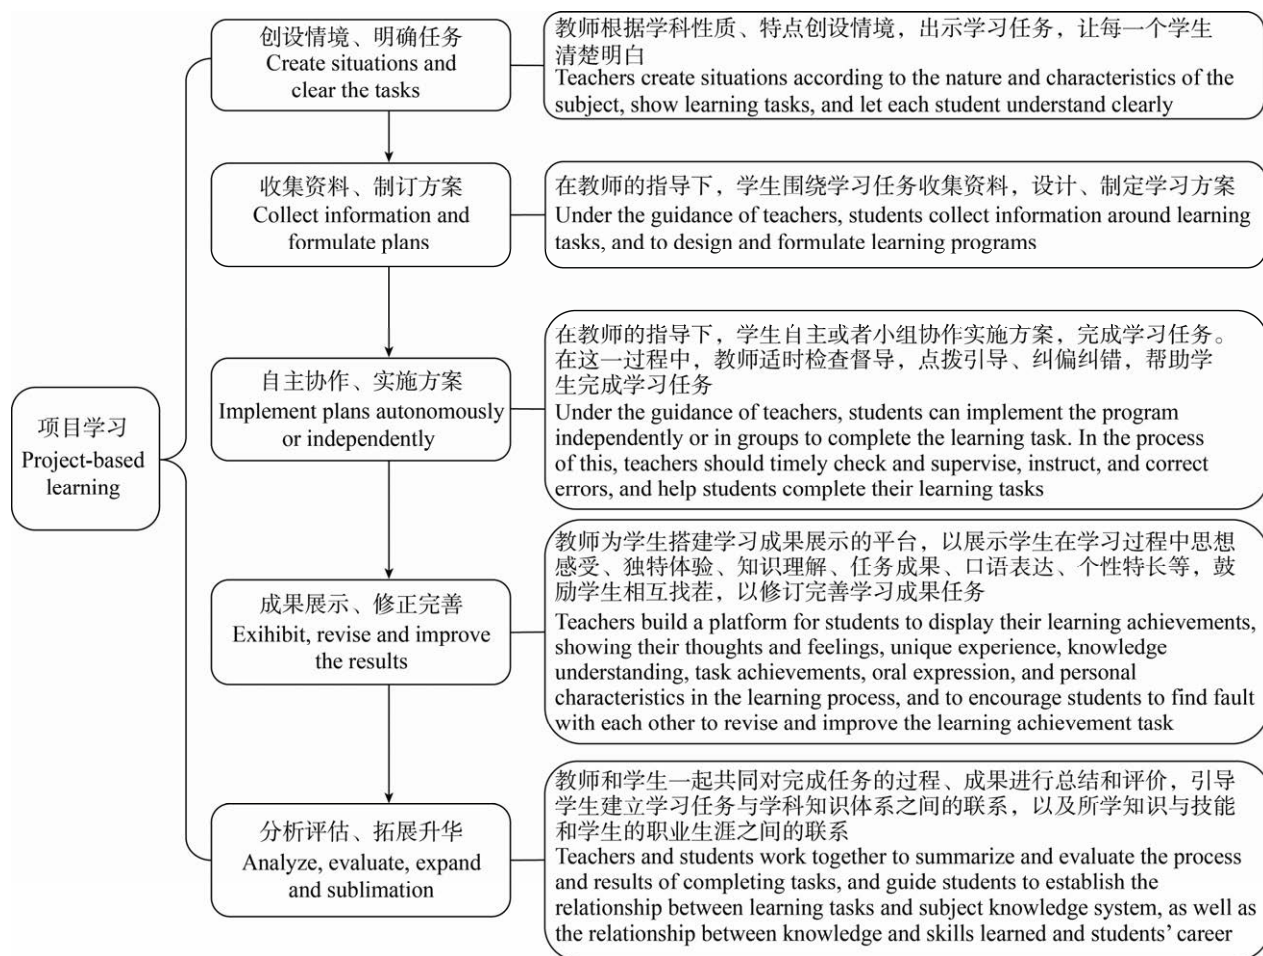 项目学习
Project-based
learning
创设情境、明确任务
Create situations and
clear the tasks
教师根据学科性质、特点创设情境，出示学习任务，让每一个学生
清楚明白
Teachers create situations according to the nature and characteristics of the
subject, show learning tasks, and let each student understand clearly
收集资料、制订方案
Collect information and
formulate plans
在教师的指导下，学生围绕学习任务收集资料，设计、制定学习方案
Under the guidance of teachers, students collect information around learning
tasks, and to design and formulate learning programs
自主协作、实施方案
Implement plans autonomously
or independently
在教师的指导下，学生自主或者小组协作实施方案，完成学习任务。
在这一过程中，教师适时检查督导，点拨引导、纠偏纠错，帮助学
生完成学习任务
Under the guidance of teachers, students can implement the program
independently or in groups to complete the learning task. In the process
of this, teachers should timely check and supervise, instruct, and correct
errors, and help students complete their learning tasks
成果展示、修正完善
Exihibit, revise and improve
the results
教师为学生搭建学习成果展示的平台，以展示学生在学习过程中思想
感受、独特体验、知识理解、任务成果、口语表达、个性特长等，鼓
励学生相互找茬，以修订完善学习成果任务
Teachers build a platform for students to display their learning achievements,
showing their thoughts and feelings, unique experience, knowledge
understanding, task achievements, oral expression, and personal
characteristics in the learning process, and to encourage students to find fault
with each other to revise and improve the learning achievement task
分析评估、拓展升华
Analyze, evaluate, expand
and sublimation
教师和学生一起共同对完成任务的过程、成果进行总结和评价，引导
学生建立学习任务与学科知识体系之间的联系，以及所学知识与技能
和学生的职业生涯之间的联系
Teachers and students work together to summarize and evaluate the process
and results of completing tasks, and guide students to establish the
relationship between learning tasks and subject knowledge system, as well as
the relationship between knowledge and skills learned and students’ career